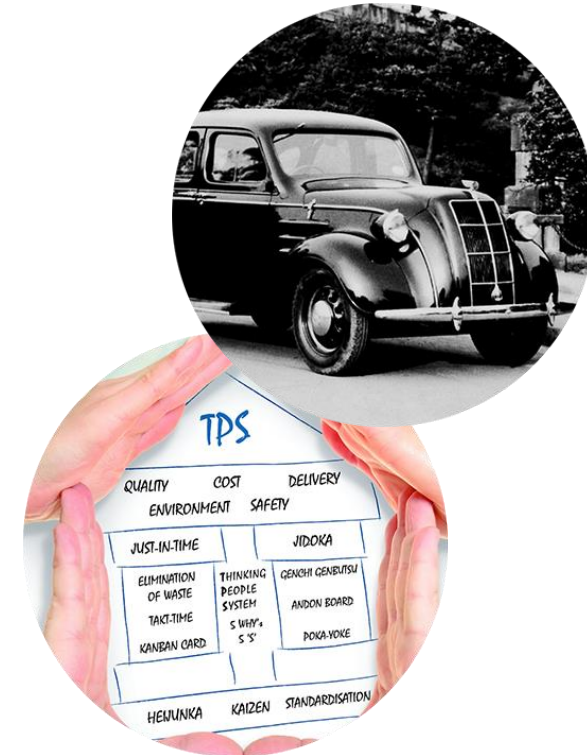 TPS
QUALITY COST DELIVERY
ENVIRONMENT SAFETY
JUST-IN-TIME
JIDOKA
ELIMINATION
OF WASTE
TAKT-TIME
KANBAN CARD
THINKING
PEOPLE
SYSTEM
5 WHY's
5 'S'
GENCHI GENBUTSU
ANDON BOARD
POKA-YOKE
HEIJUNKA KAIZEN STANDARDISATION